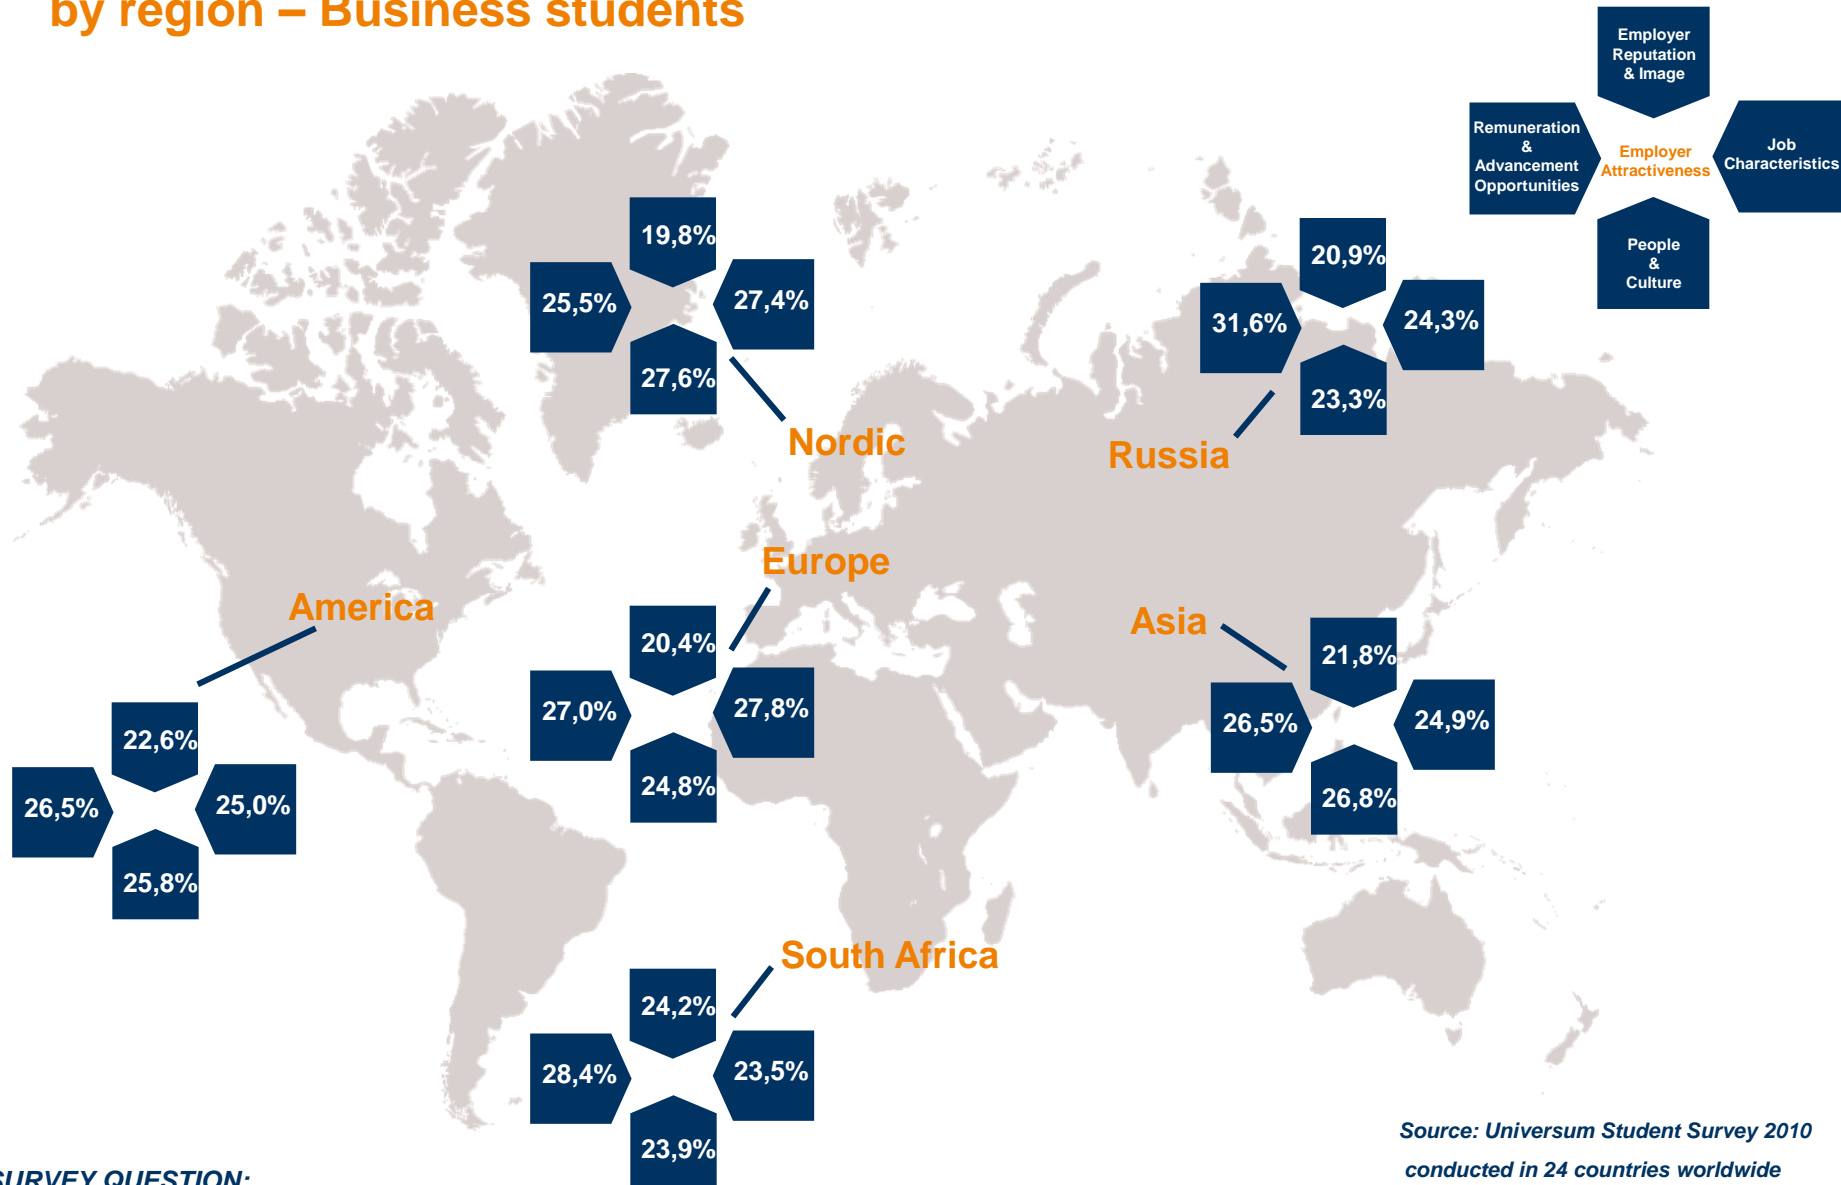 by region – Business students
Employer
Reputation
& Image
Remuneration
&
Advancement
Opportunities
Employer
Attractiveness
Job
Characteristics
People
&
Culture
19,8%
25,5%
27,4%
27,6%
Nordic
20,9%
31,6%
24,3%
23,3%
Russia
Europe
20,4%
27,0%
27,8%
24,8%
America
22,6%
26,5%
25,0%
25,8%
Asia
21,8%
26,5%
24,9%
26,8%
South Africa
24,2%
28,4%
23,5%
23,9%
Source: Universum Student Survey 2010
conducted in 24 countries worldwide
SURVEY QUESTION: